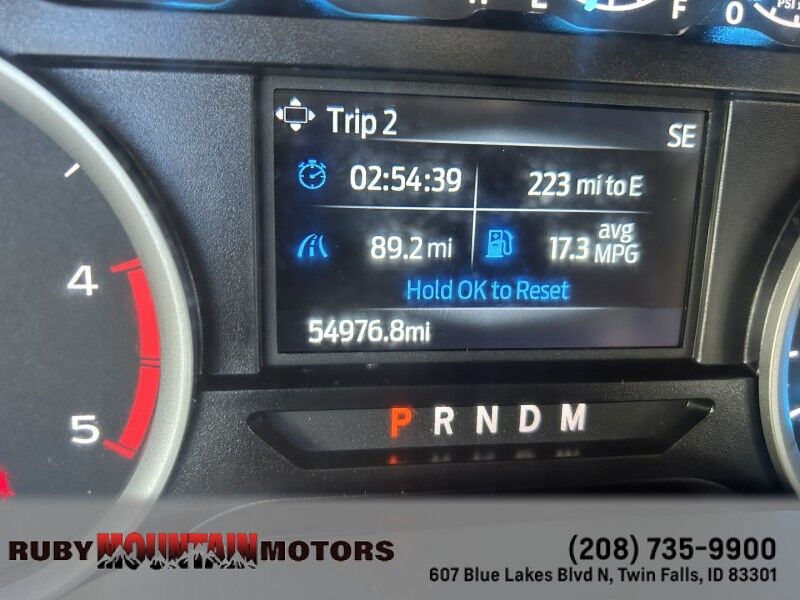 E F O PSI
Trip 2
SE
02:54:39 223 mi to E
89.2 mi 17.3 avg MPG
Hold OK to Reset
54976.8mi
4
5
P R N D M
RUBY MOUNTAIN MOTORS
(208) 735-9900
607 Blue Lakes Blvd N, Twin Falls, ID 83301